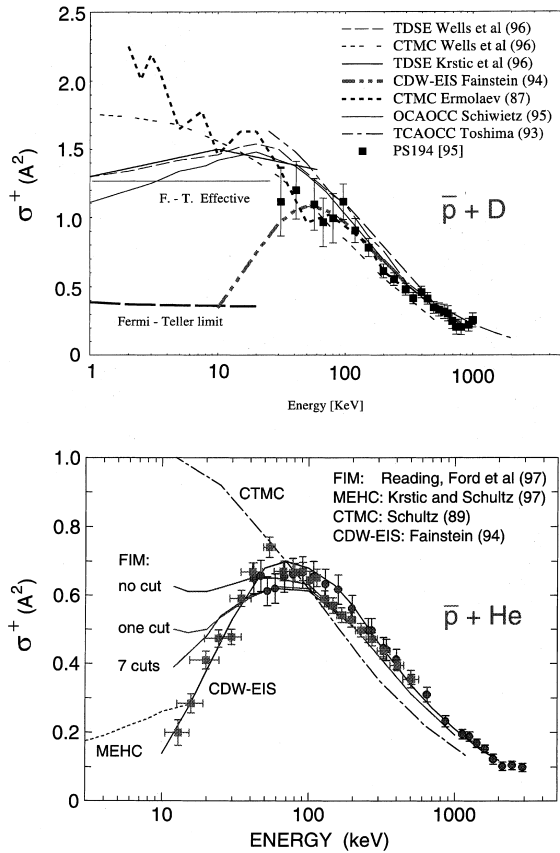 2.5
2.0
1.5
1.0
0.5
0
σ⁺ (A²)
TDSE Wells et al (96)
CTMC Wells et al (96)
TDSE Krstic et al (96)
CDW-EIS Fainstein (94)
CTMC Ermolaev (87)
OCAOCC Schiwietz (95)
TCAOCC Toshima (93)
PS194 [95]
F. - T. Effective
p̅ + D
Fermi - Teller limit
1 10 100 1000
Energy [KeV]
1.0
0.8
0.6
0.4
0.2
0
σ⁺ (A²)
CTMC
FIM: Reading, Ford et al (97)
MEHC: Krstic and Schultz (97)
CTMC: Schultz (89)
CDW-EIS: Fainstein (94)
FIM:
no cut
one cut
7 cuts
p̅ + He
CDW-EIS
MEHC
10 100 1000
ENERGY (keV)